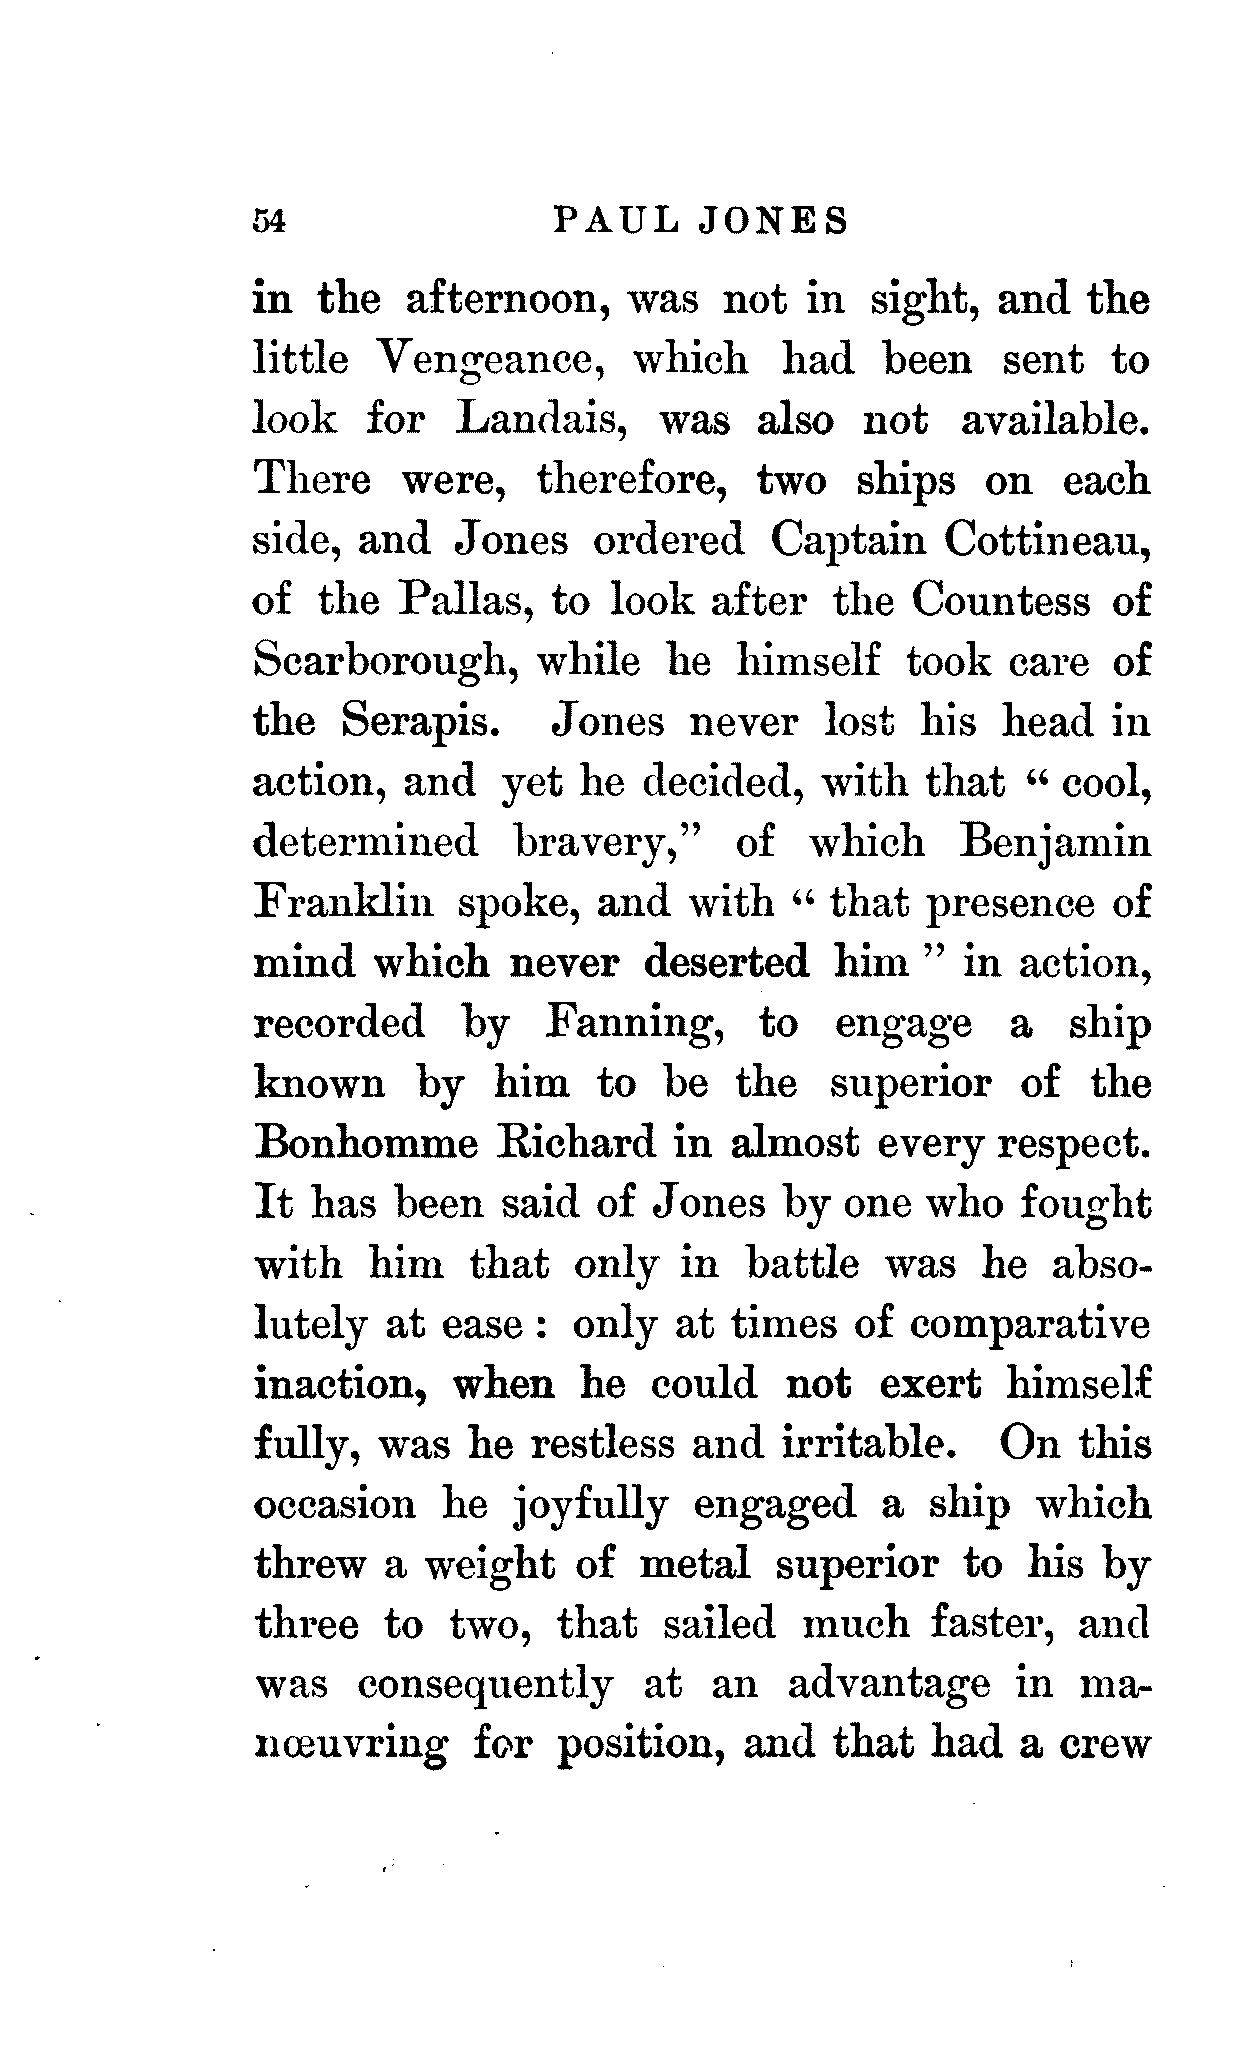 54 PAUL JONES
in the afternoon, was not in sight, and the
little Vengeance, which had been sent to
look for Landais, was also not available.
There were, therefore, two ships on each
side, and Jones ordered Captain Cottineau,
of the Pallas, to look after the Countess of
Scarborough, while he himself took care of
the Serapis. Jones never lost his head in
action, and yet he decided, with that “ cool,
determined bravery,” of which Benjamin
Franklin spoke, and with “ that presence of
mind which never deserted him ” in action,
recorded by Fanning, to engage a ship
known by him to be the superior of the
Bonhomme Richard in almost every respect.
It has been said of Jones by one who fought
with him that only in battle was he abso-
lutely at ease : only at times of comparative
inaction, when he could not exert himself
fully, was he restless and irritable. On this
occasion he joyfully engaged a ship which
threw a weight of metal superior to his by
three to two, that sailed much faster, and
was consequently at an advantage in ma-
nœuvring for position, and that had a crew